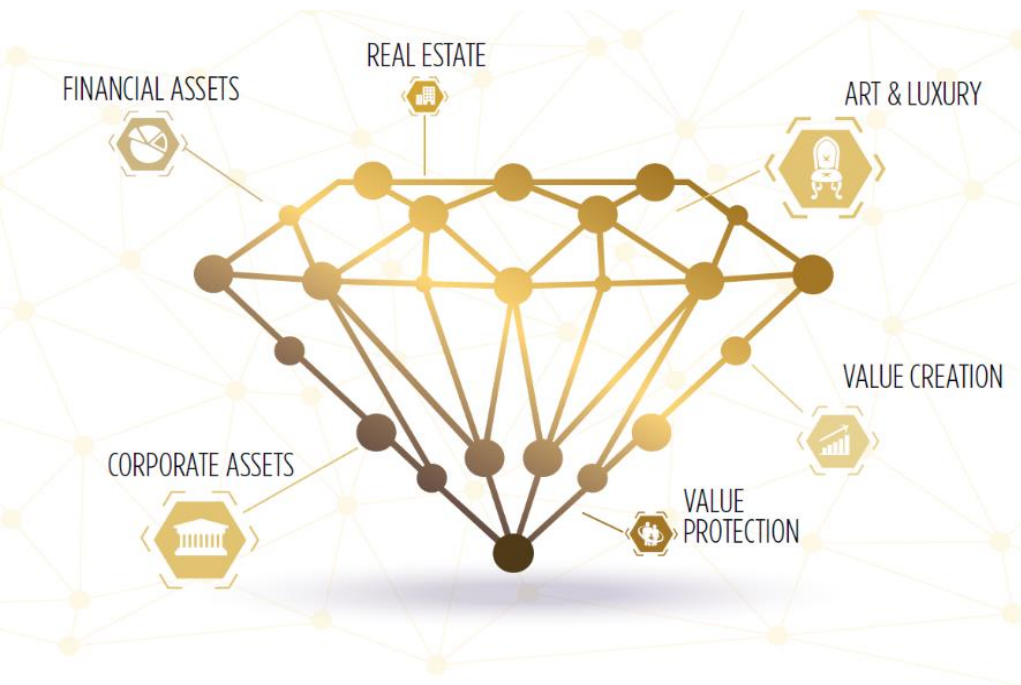 REAL ESTATE
FINANCIAL ASSETS
ART & LUXURY
VALUE CREATION
CORPORATE ASSETS
VALUE
PROTECTION